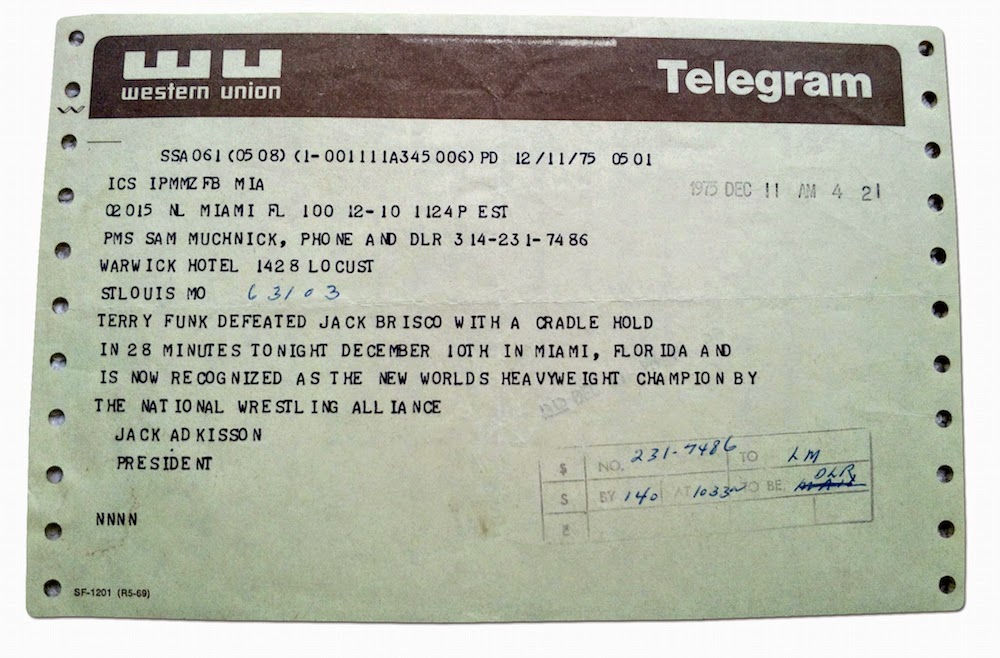 western union
Telegram
SSA061(0508)(1-001111A345006)PD 12/11/75 0501
ICS IPMMZFB MIA
1975 DEC 11 AM 4 21
02015 NL MIAMI FL 100 12-10 1124P EST
PMS SAM MUCHNICK, PHONE AND DLR 314-231-7486
WARWICK HOTEL 1428 LOCUST
STLOUIS MO 63103
TERRY FUNK DEFEATED JACK BRISCO WITH A CRADLE HOLD
IN 28 MINUTES TONIGHT DECEMBER 10TH IN MIAMI, FLORIDA AND
IS NOW RECOGNIZED AS THE NEW WORLDS HEAVYWEIGHT CHAMPION BY
THE NATIONAL WRESTLING ALLIANCE
JACK ADKISSON
PRESIDENT
NO. 231-7486 TO LM
BY 140 AT 1033 TO BE DLR
NNNN
SF-1201 (R5-69)